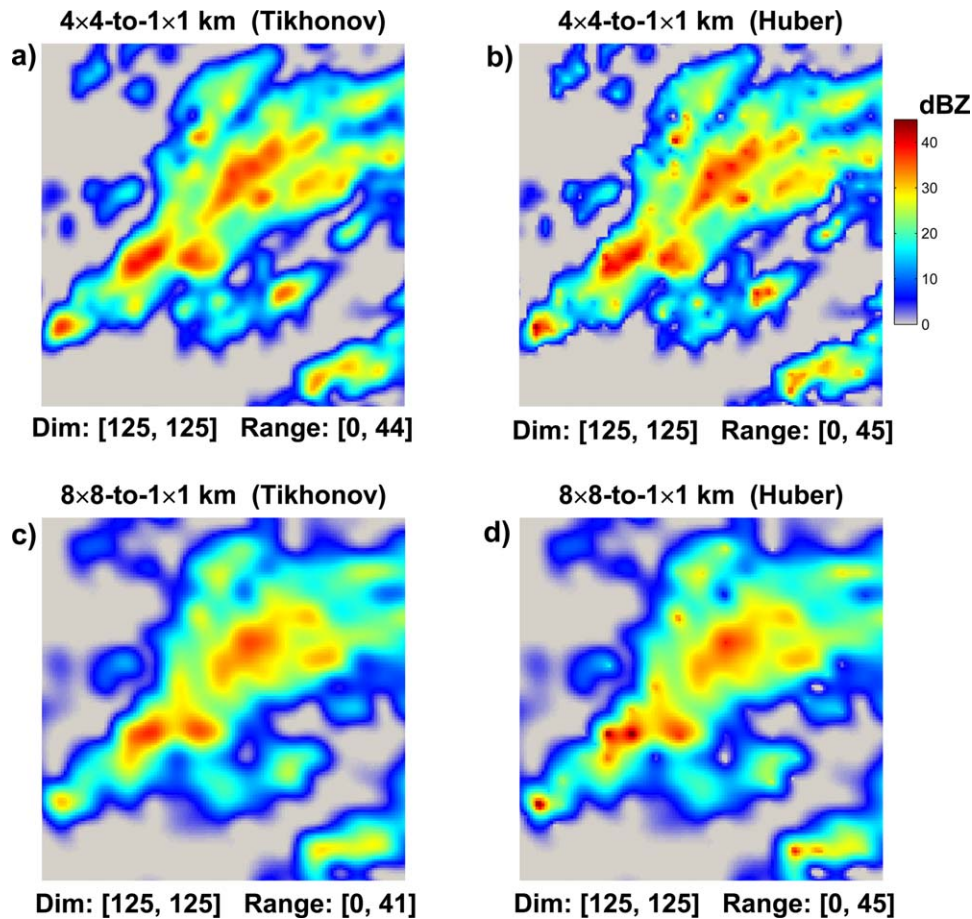 4×4-to-1×1 km (Tikhonov)
4×4-to-1×1 km (Huber)
a)
b)
dBZ
40
30
20
10
0
Dim: [125, 125] Range: [0, 44]
Dim: [125, 125] Range: [0, 45]
8×8-to-1×1 km (Tikhonov)
8×8-to-1×1 km (Huber)
c)
d)
Dim: [125, 125] Range: [0, 41]
Dim: [125, 125] Range: [0, 45]